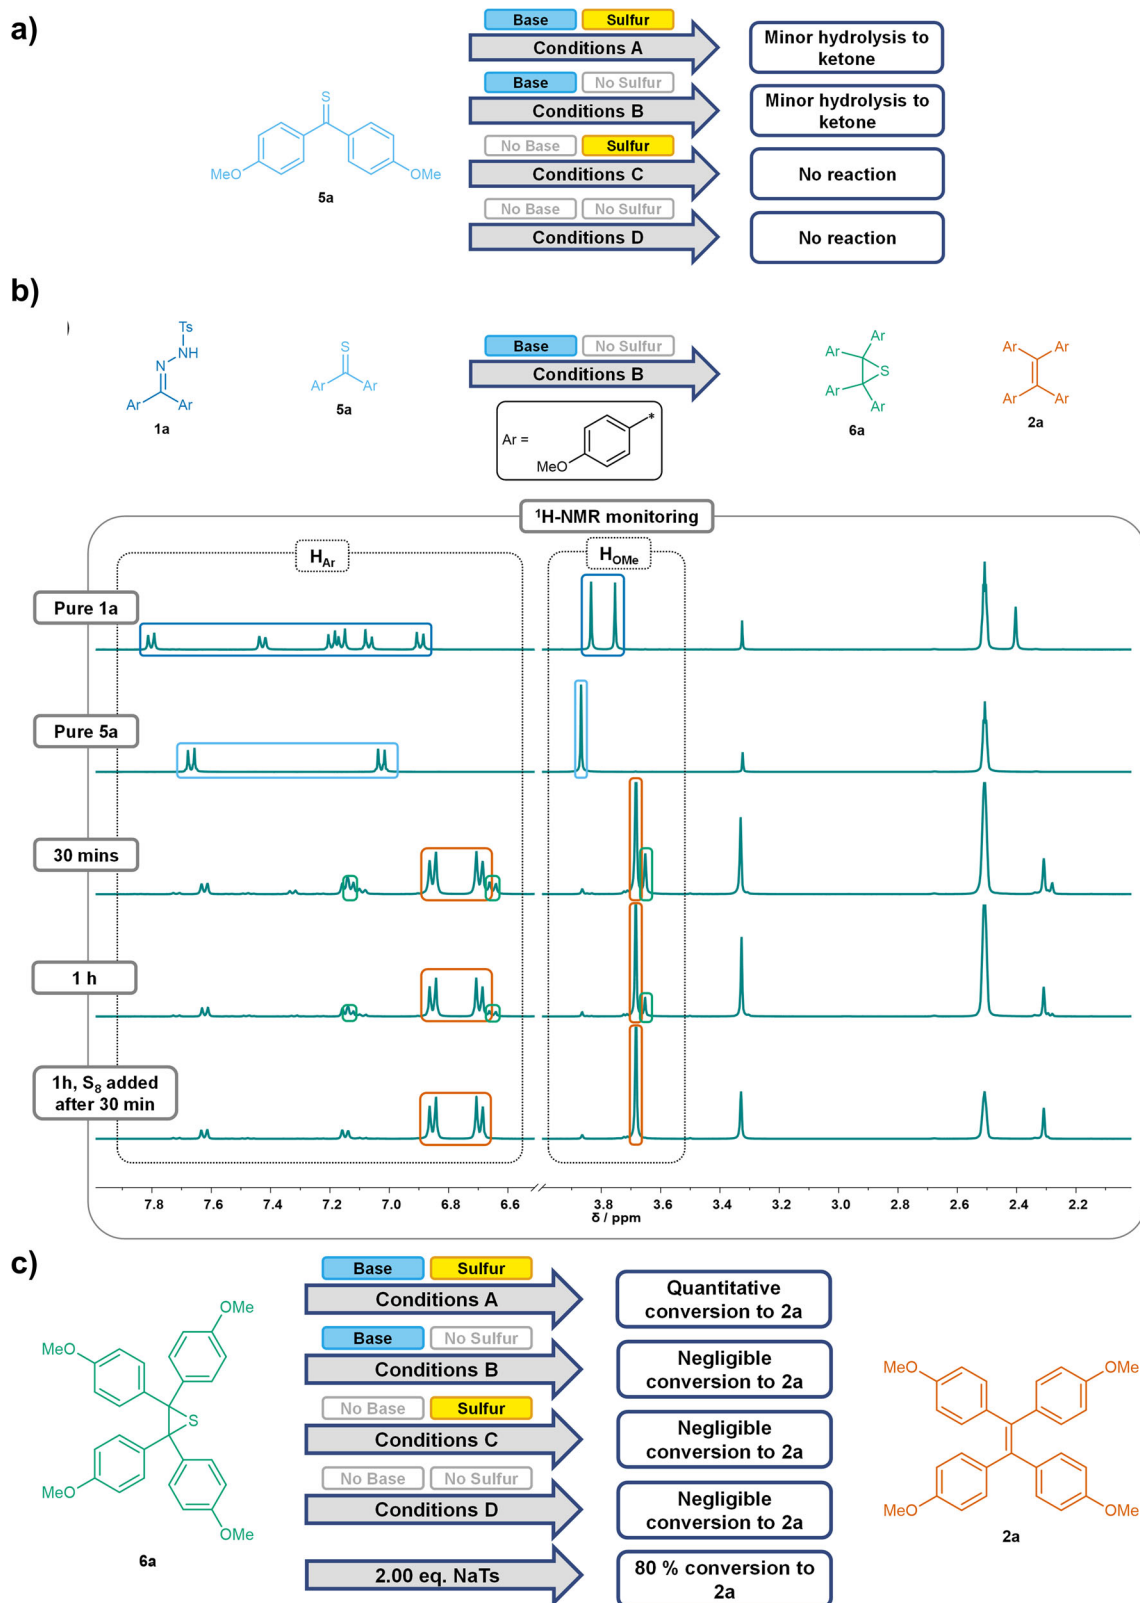 a)
Base Sulfur
Conditions A
Minor hydrolysis to
ketone
Base No Sulfur
Conditions B
Minor hydrolysis to
ketone
No Base Sulfur
Conditions C
No reaction
No Base No Sulfur
Conditions D
No reaction
S
MeO
OMe
5a
b)
)
Ts
N
NH
Ar Ar
1a
S
Ar Ar
5a
Base No Sulfur
Conditions B
Ar =
*
MeO
Ar
Ar
S
Ar
Ar
6a
Ar Ar
Ar Ar
2a
¹H-NMR monitoring
H_Ar
H_OMe
Pure 1a
Pure 5a
30 mins
1 h
1h, S₈ added
after 30 min
7.8 7.6 7.4 7.2 7.0 6.8 6.6 3.8 3.6 3.4 3.2 3.0 2.8 2.6 2.4 2.2
δ / ppm
c)
OMe
MeO
S
MeO
OMe
6a
Base Sulfur
Conditions A
Quantitative
conversion to 2a
Base No Sulfur
Conditions B
Negligible
conversion to 2a
No Base Sulfur
Conditions C
Negligible
conversion to 2a
No Base No Sulfur
Conditions D
Negligible
conversion to 2a
2.00 eq. NaTs
80 % conversion to
2a
MeO OMe
MeO OMe
2a